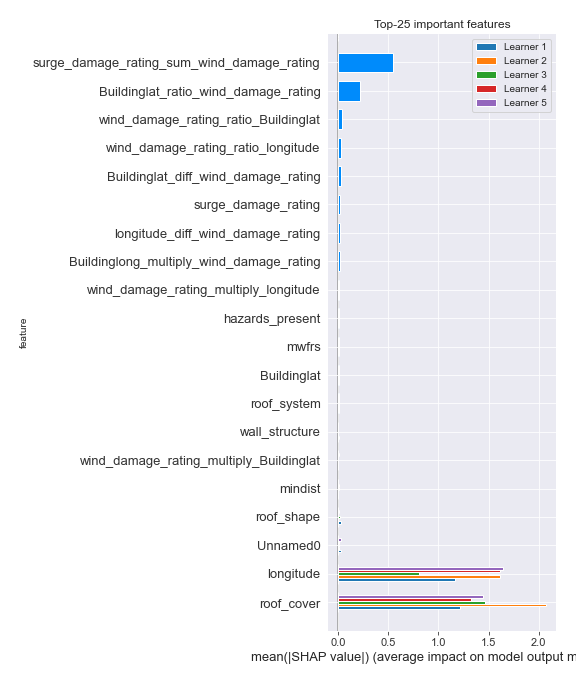 Top-25 important features
Learner 1
Learner 2
Learner 3
Learner 4
Learner 5
surge_damage_rating_sum_wind_damage_rating
Buildinglat_ratio_wind_damage_rating
wind_damage_rating_ratio_Buildinglat
wind_damage_rating_ratio_longitude
Buildinglat_diff_wind_damage_rating
surge_damage_rating
longitude_diff_wind_damage_rating
Buildinglong_multiply_wind_damage_rating
wind_damage_rating_multiply_longitude
hazards_present
mwfrs
Buildinglat
roof_system
wall_structure
wind_damage_rating_multiply_Buildinglat
mindist
roof_shape
Unnamed0
longitude
roof_cover
feature
0.0 0.5 1.0 1.5 2.0
mean(|SHAP value|) (average impact on model output m